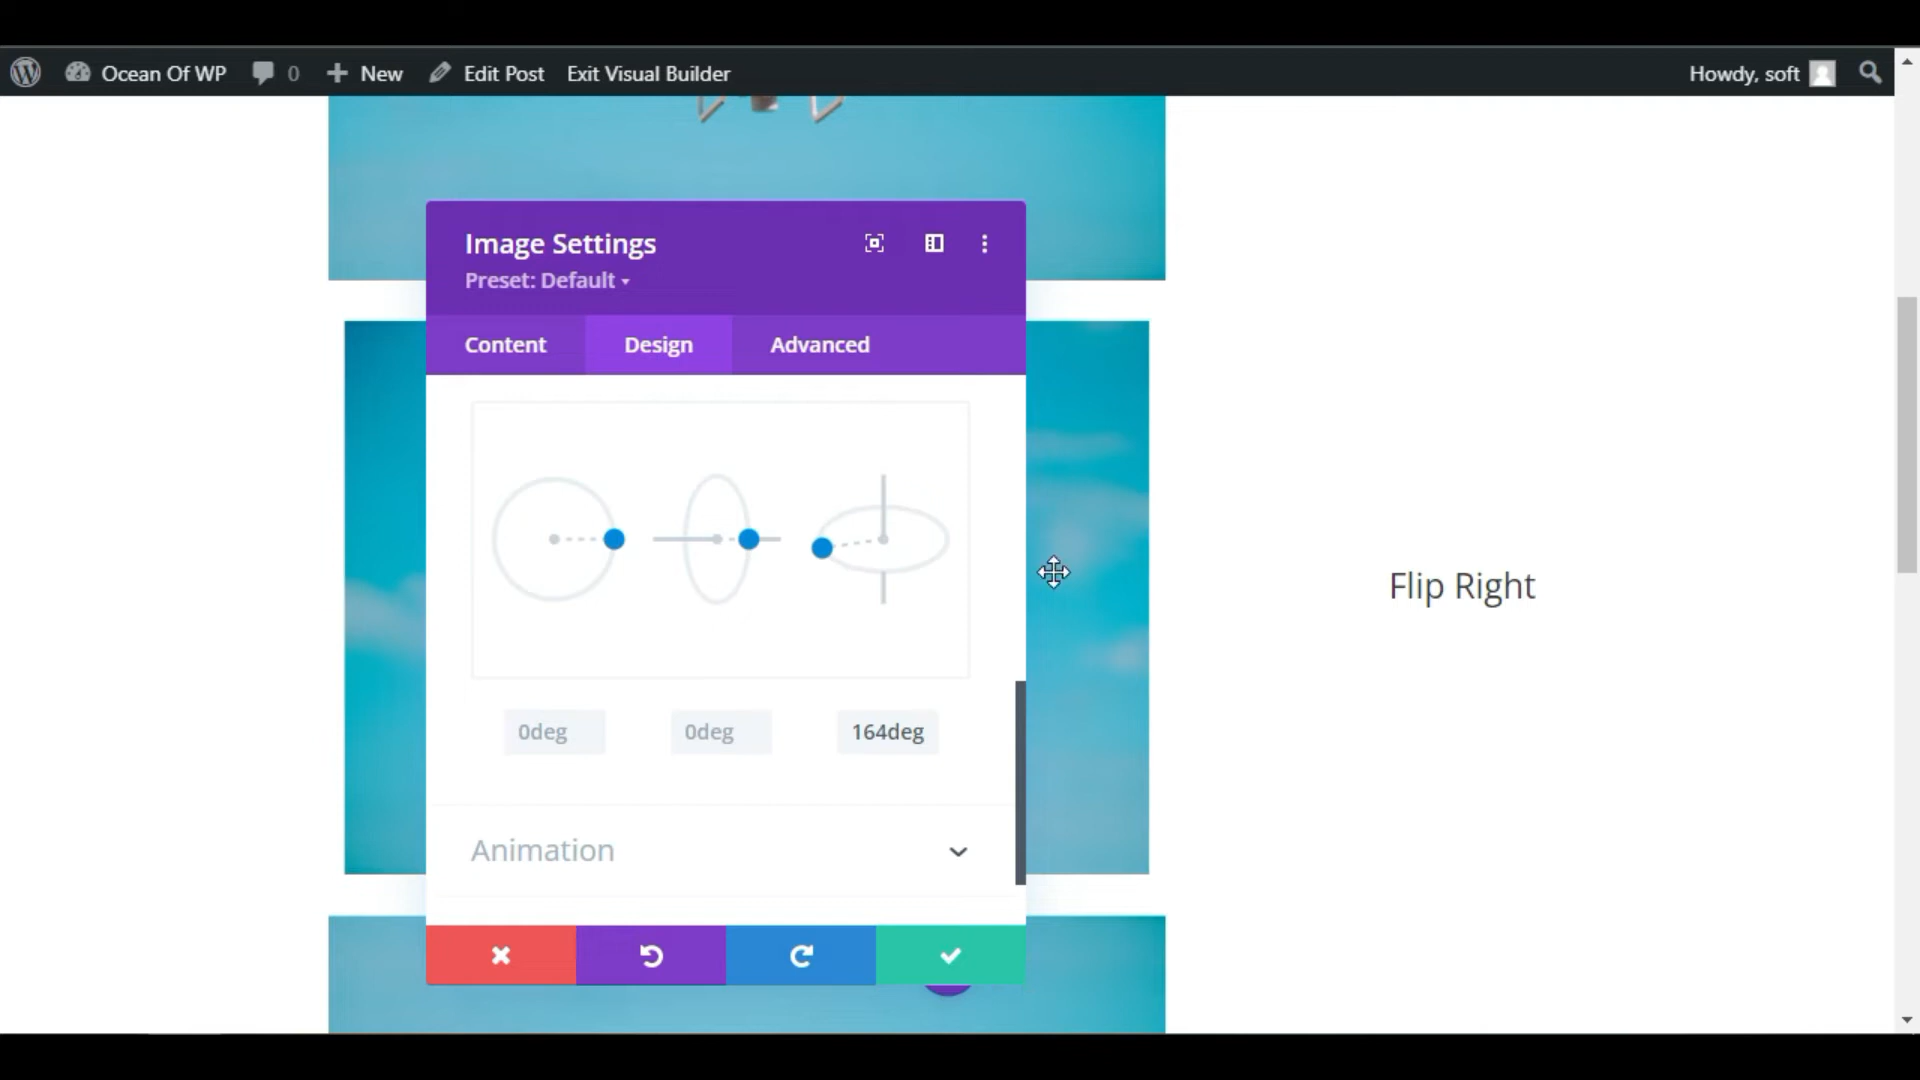 Ocean Of WP 0 New Edit Post Exit Visual Builder Howdy, soft
Image Settings
Preset: Default
Content Design Advanced
Flip Right
0deg 0deg 164deg
Animation